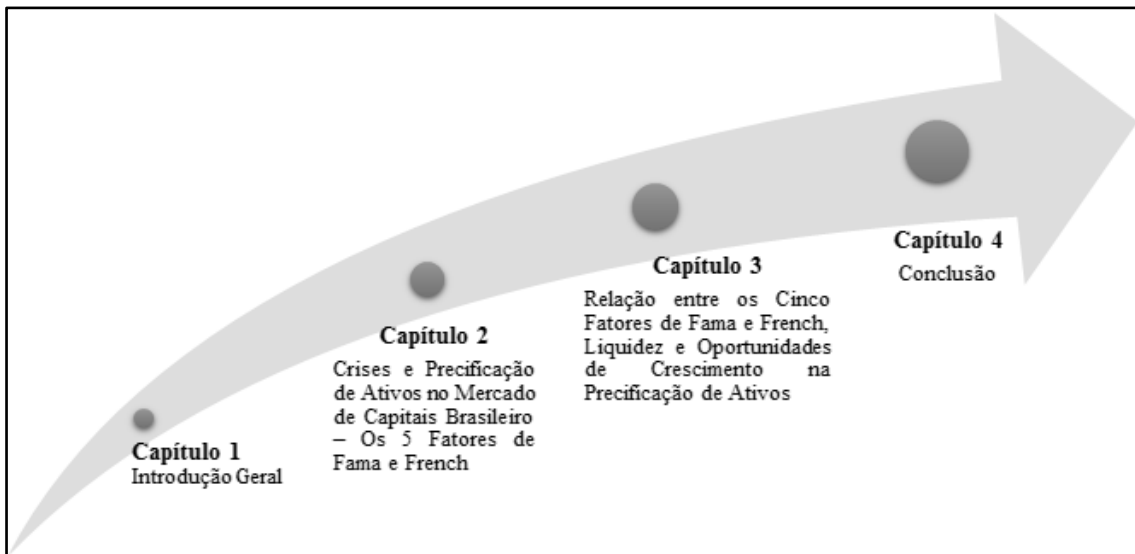 Capítulo 1
Introdução Geral
Capítulo 2
Crises e Precificação
de Ativos no Mercado
de Capitais Brasileiro
– Os 5 Fatores de
Fama e French
Capítulo 3
Relação entre os Cinco
Fatores de Fama e French,
Liquidez e Oportunidades
de Crescimento na
Precificação de Ativos
Capítulo 4
Conclusão